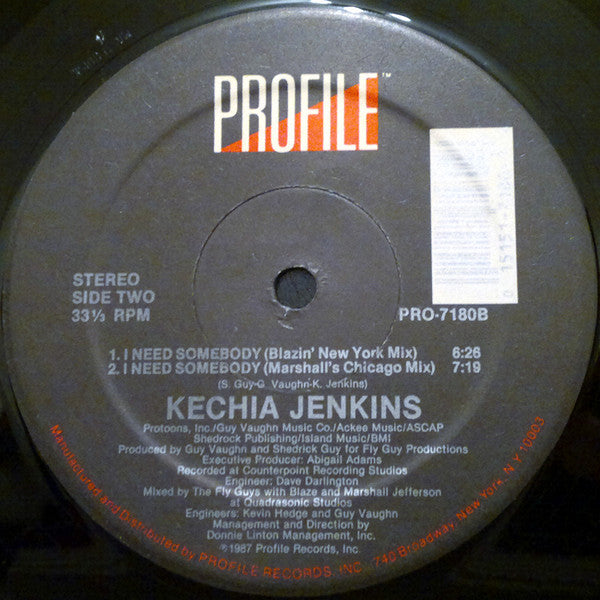 PROFILE™
STEREO
SIDE TWO
33⅓ RPM
PRO-7180B
1. I NEED SOMEBODY (Blazin' New York Mix) 6:26
2. I NEED SOMEBODY (Marshall's Chicago Mix) 7:19
(S. Guy-G. Vaughn-K. Jenkins)
KECHIA JENKINS
Protoons, Inc./Guy Vaughn Music Co./Ackee Music/ASCAP
Shedrock Publishing/Island Music/BMI
Produced by Guy Vaughn and Shedrick Guy for Fly Guy Productions
Executive Producer: Abigail Adams
Recorded at Counterpoint Recording Studios
Engineer: Dave Darlington
Mixed by The Fly Guys with Blaze and Marshall Jefferson
at Quadrasonic Studios
Engineers: Kevin Hedge and Guy Vaughn
Management and Direction by
Donnie Linton Management, Inc.
℗1987 Profile Records, Inc.
Manufactured and Distributed by PROFILE RECORDS, INC. 740 Broadway, New York, N.Y. 10003